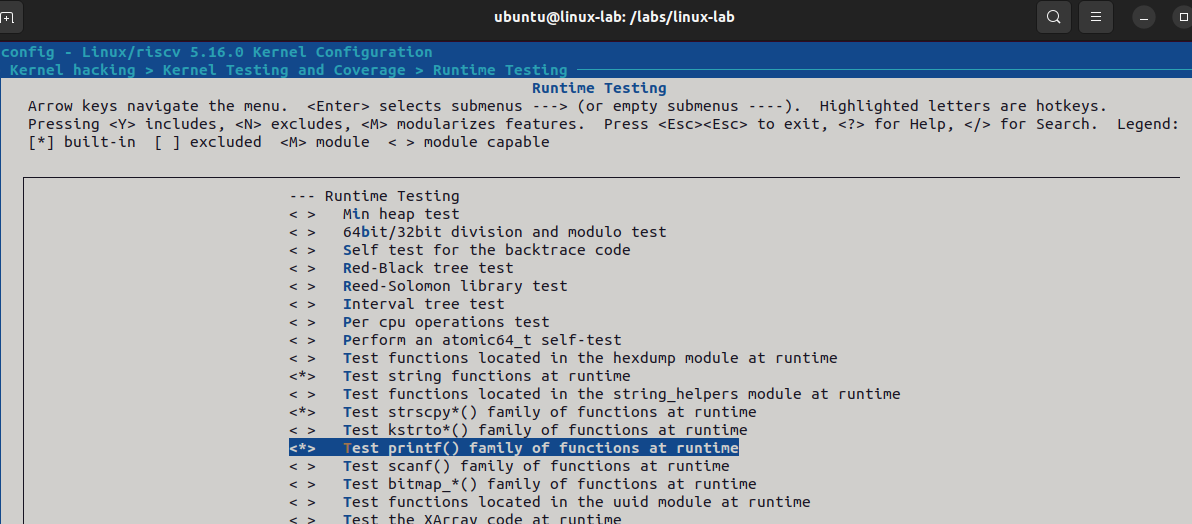 ubuntu@linux-lab: /labs/linux-lab
config - Linux/riscv 5.16.0 Kernel Configuration
Kernel hacking > Kernel Testing and Coverage > Runtime Testing
Runtime Testing
Arrow keys navigate the menu.  <Enter> selects submenus ---> (or empty submenus ----).  Highlighted letters are hotkeys.
Pressing <Y> includes, <N> excludes, <M> modularizes features.  Press <Esc><Esc> to exit, <?> for Help, </> for Search.  Legend:
[*] built-in  [ ] excluded  <M> module  < > module capable
--- Runtime Testing
< >   Min heap test
< >   64bit/32bit division and modulo test
< >   Self test for the backtrace code
< >   Red-Black tree test
< >   Reed-Solomon library test
< >   Interval tree test
< >   Per cpu operations test
< >   Perform an atomic64_t self-test
< >   Test functions located in the hexdump module at runtime
<*>   Test string functions at runtime
< >   Test functions located in the string_helpers module at runtime
<*>   Test strscpy*() family of functions at runtime
< >   Test kstrto*() family of functions at runtime
<*>   Test printf() family of functions at runtime
< >   Test scanf() family of functions at runtime
< >   Test bitmap_*() family of functions at runtime
< >   Test functions located in the uuid module at runtime
< >   Test the XArray code at runtime